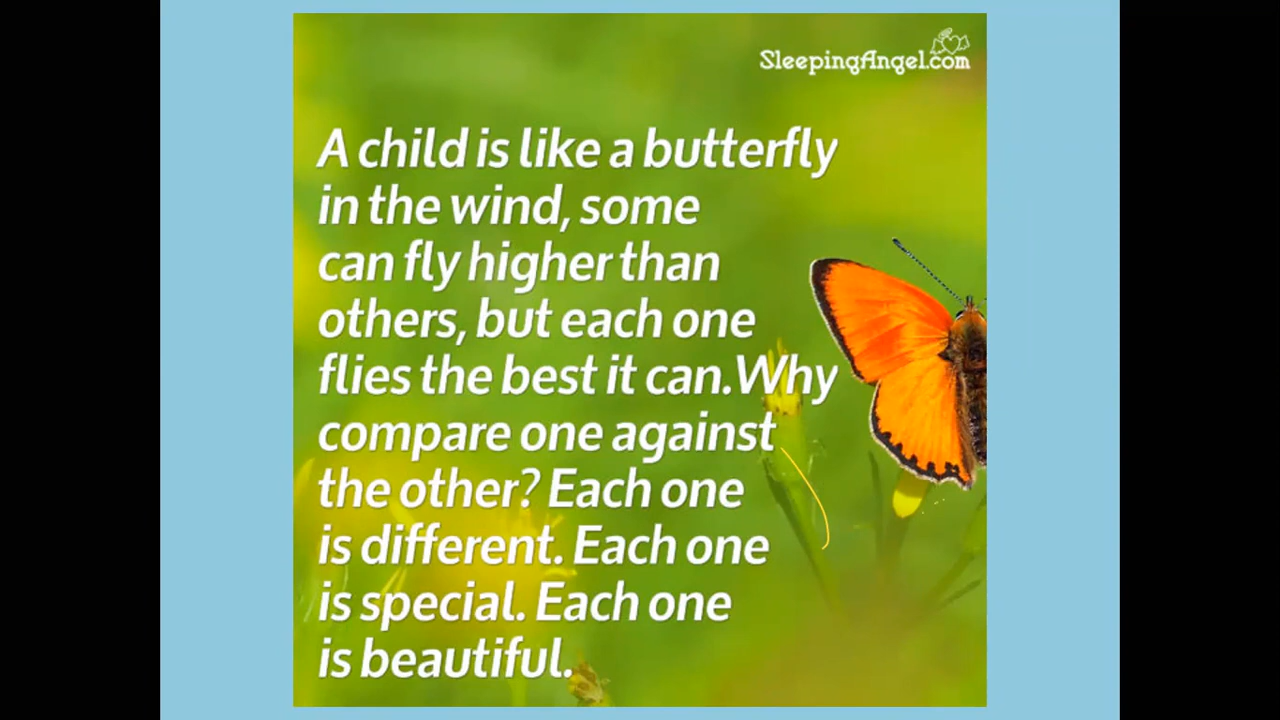 SleepingAngel.com
A child is like a butterfly
in the wind, some
can fly higher than
others, but each one
flies the best it can.Why
compare one against
the other? Each one
is different. Each one
is special. Each one
is beautiful.